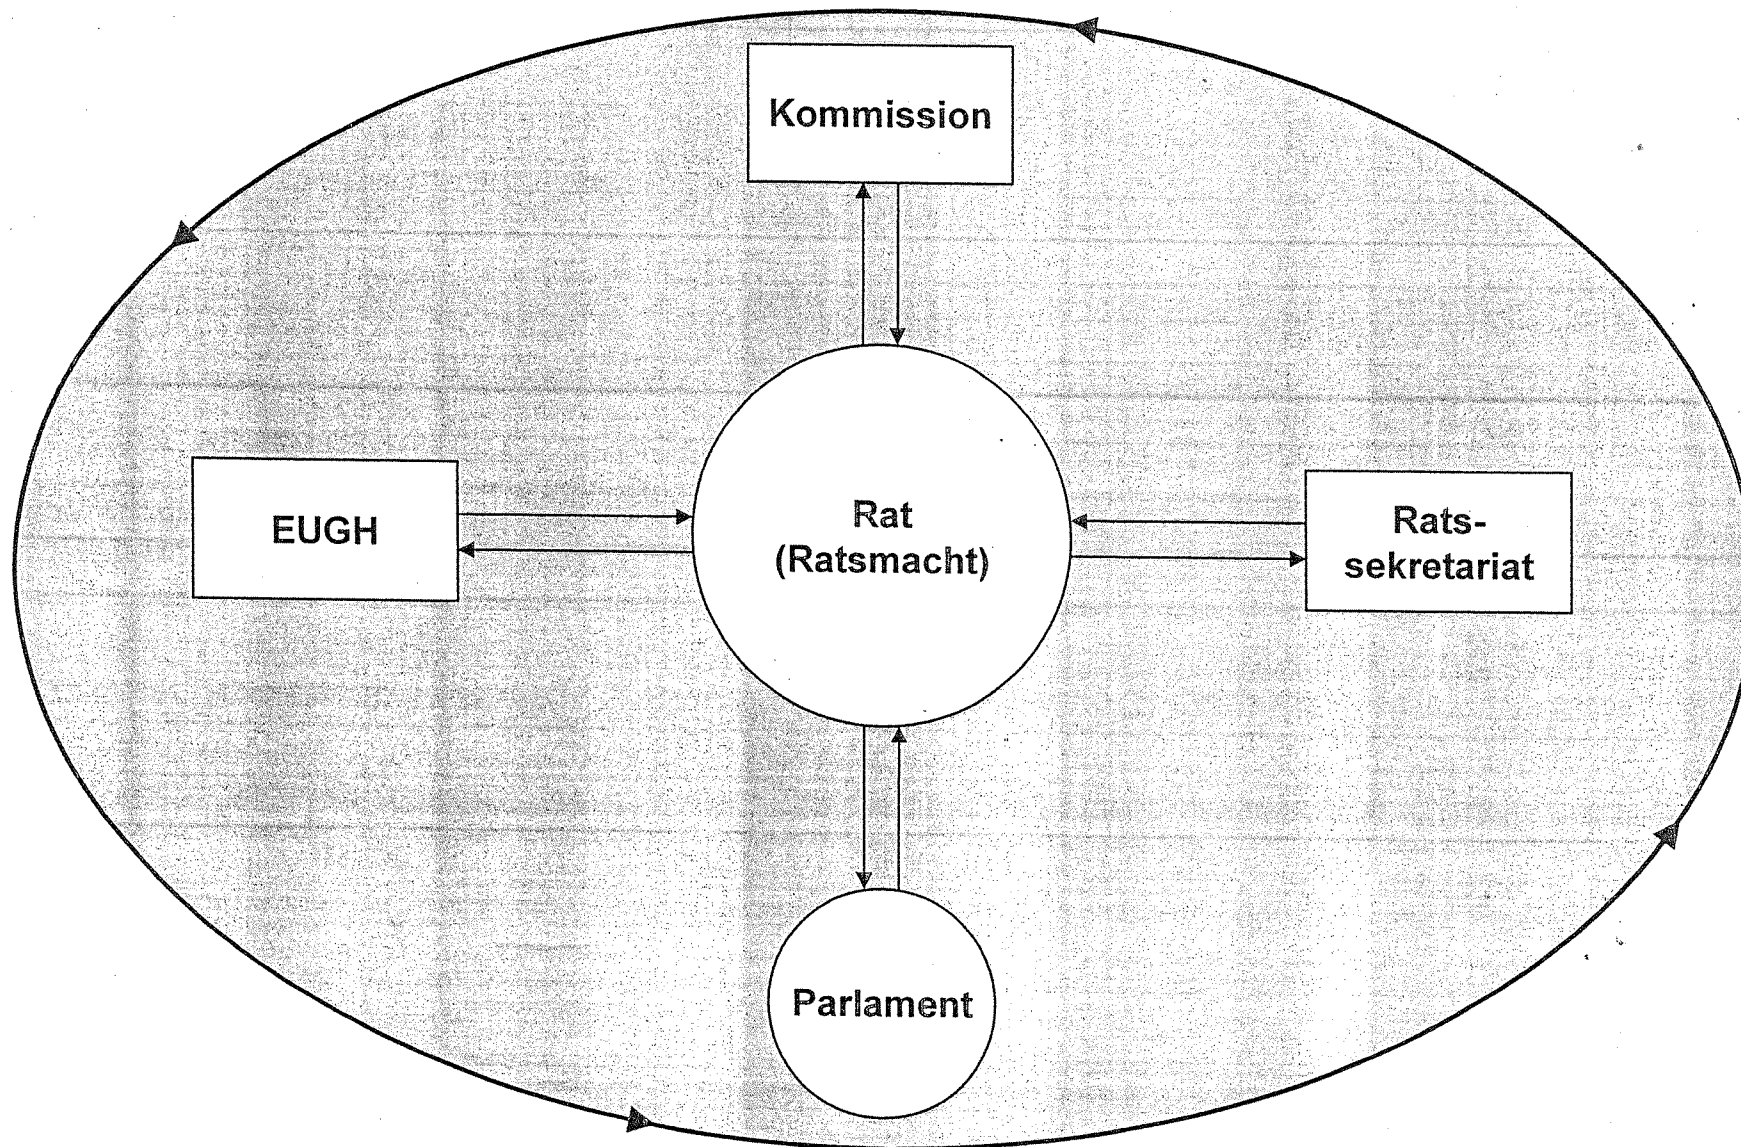 Kommission
EUGH
Rat
(Ratsmacht)
Rats-
sekretariat
Parlament